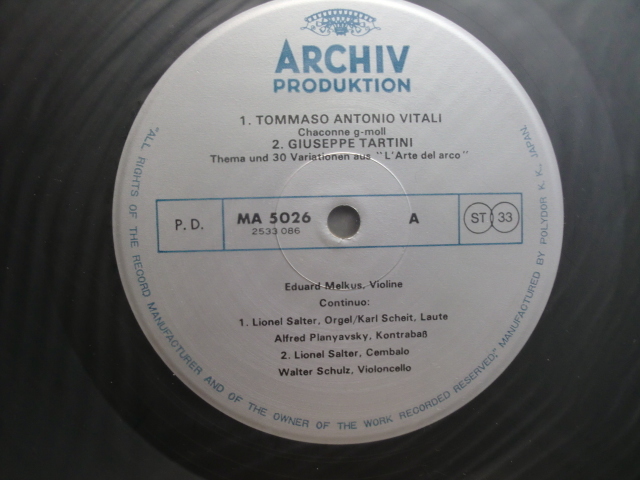 ARCHIV
PRODUKTION
1. TOMMASO ANTONIO VITALI
Chaconne g-moll
2. GIUSEPPE TARTINI
Thema und 30 Variationen aus "L'Arte del arco"
P.D.
MA 5026
2533 086
A
ST 33
Eduard Melkus, Violine
Continuo:
1. Lionel Salter, Orgel/Karl Scheit, Laute
Alfred Planyavsky, Kontrabaß
2. Lionel Salter, Cembalo
Walter Schulz, Violoncello
"ALL RIGHTS OF THE RECORD MANUFACTURER AND OF THE OWNER OF THE WORK RECORDED RESERVED," MANUFACTURED BY POLYDOR K. K., JAPAN.